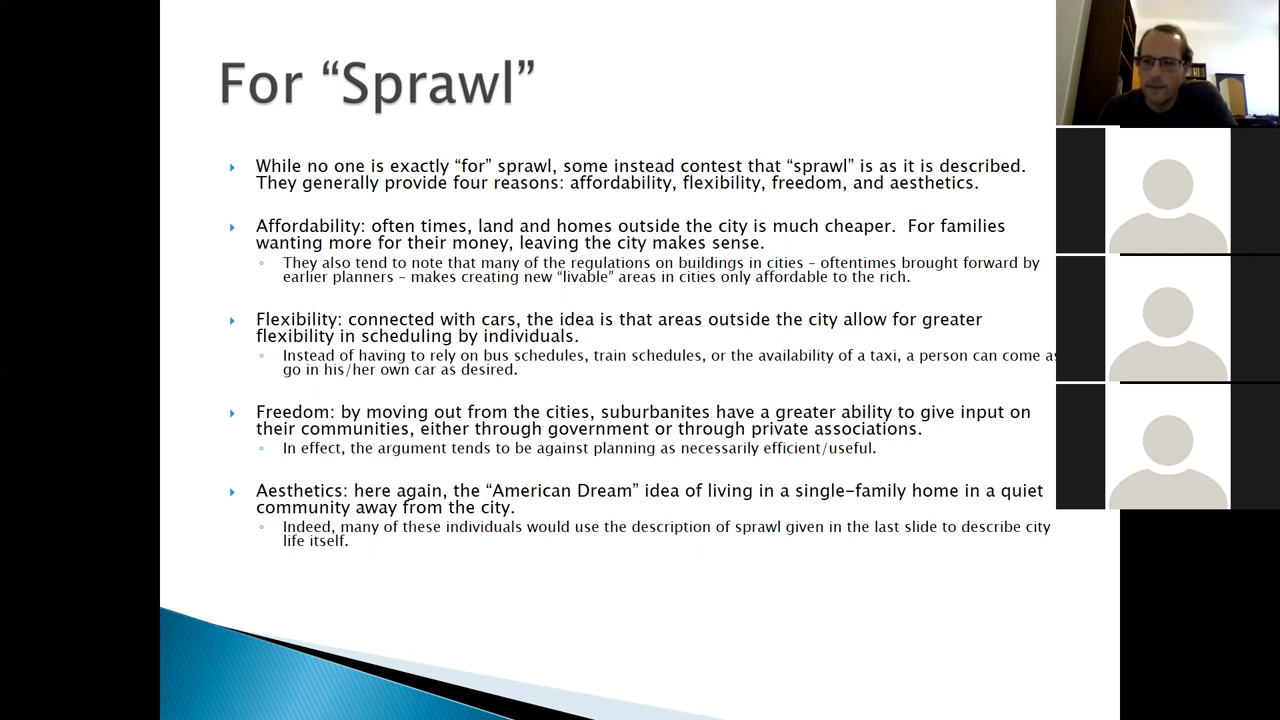 For “Sprawl”
While no one is exactly “for” sprawl, some instead contest that “sprawl” is as it is described.
They generally provide four reasons: affordability, flexibility, freedom, and aesthetics.
Affordability: often times, land and homes outside the city is much cheaper.  For families
wanting more for their money, leaving the city makes sense.
They also tend to note that many of the regulations on buildings in cities – oftentimes brought forward by
earlier planners – makes creating new “livable” areas in cities only affordable to the rich.
Flexibility: connected with cars, the idea is that areas outside the city allow for greater
flexibility in scheduling by individuals.
Instead of having to rely on bus schedules, train schedules, or the availability of a taxi, a person can come
go in his/her own car as desired.
Freedom: by moving out from the cities, suburbanites have a greater ability to give input on
their communities, either through government or through private associations.
In effect, the argument tends to be against planning as necessarily efficient/useful.
Aesthetics: here again, the “American Dream” idea of living in a single-family home in a quiet
community away from the city.
Indeed, many of these individuals would use the description of sprawl given in the last slide to describe city
life itself.